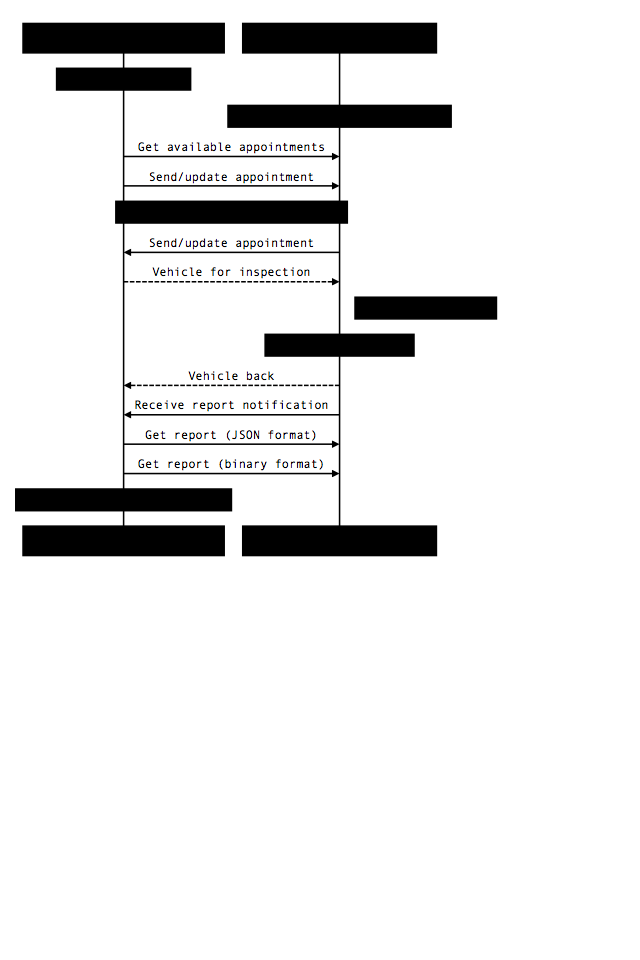 Get available appointments
Send/update appointment
Send/update appointment
Vehicle for inspection
Vehicle back
Receive report notification
Get report (JSON format)
Get report (binary format)